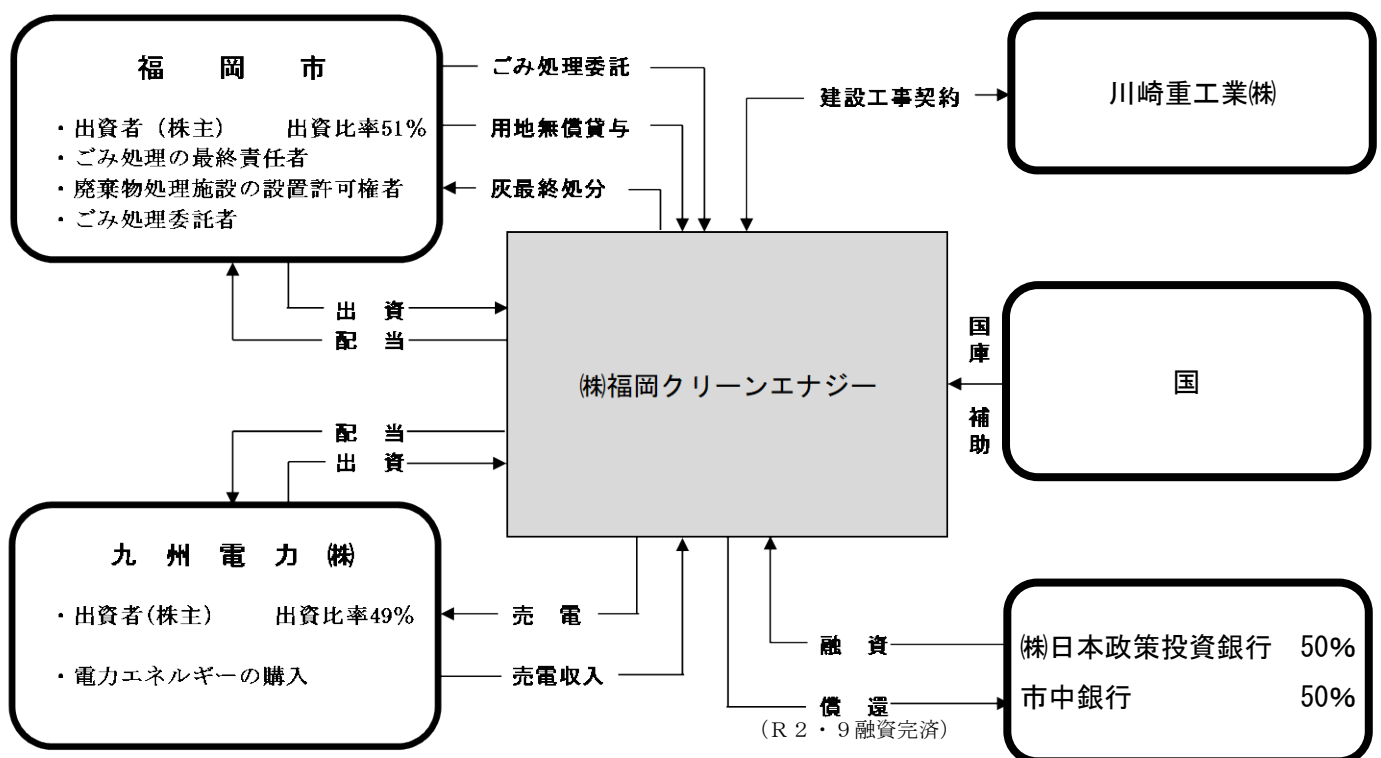 福　岡　市
・出資者（株主）　　出資比率51%
・ごみ処理の最終責任者
・廃棄物処理施設の設置許可権者
・ごみ処理委託者
ごみ処理委託
用地無償貸与
灰最終処分
建設工事契約
川崎重工業㈱
出　資
配　当
㈱福岡クリーンエナジー
国庫
補助
国
配　当
出　資
九　州　電　力　㈱
・出資者(株主)　　出資比率49%
・電力エネルギーの購入
売　電
売電収入
融　資
償　還
（R２・９融資完済）
㈱日本政策投資銀行　50%
市中銀行　50%